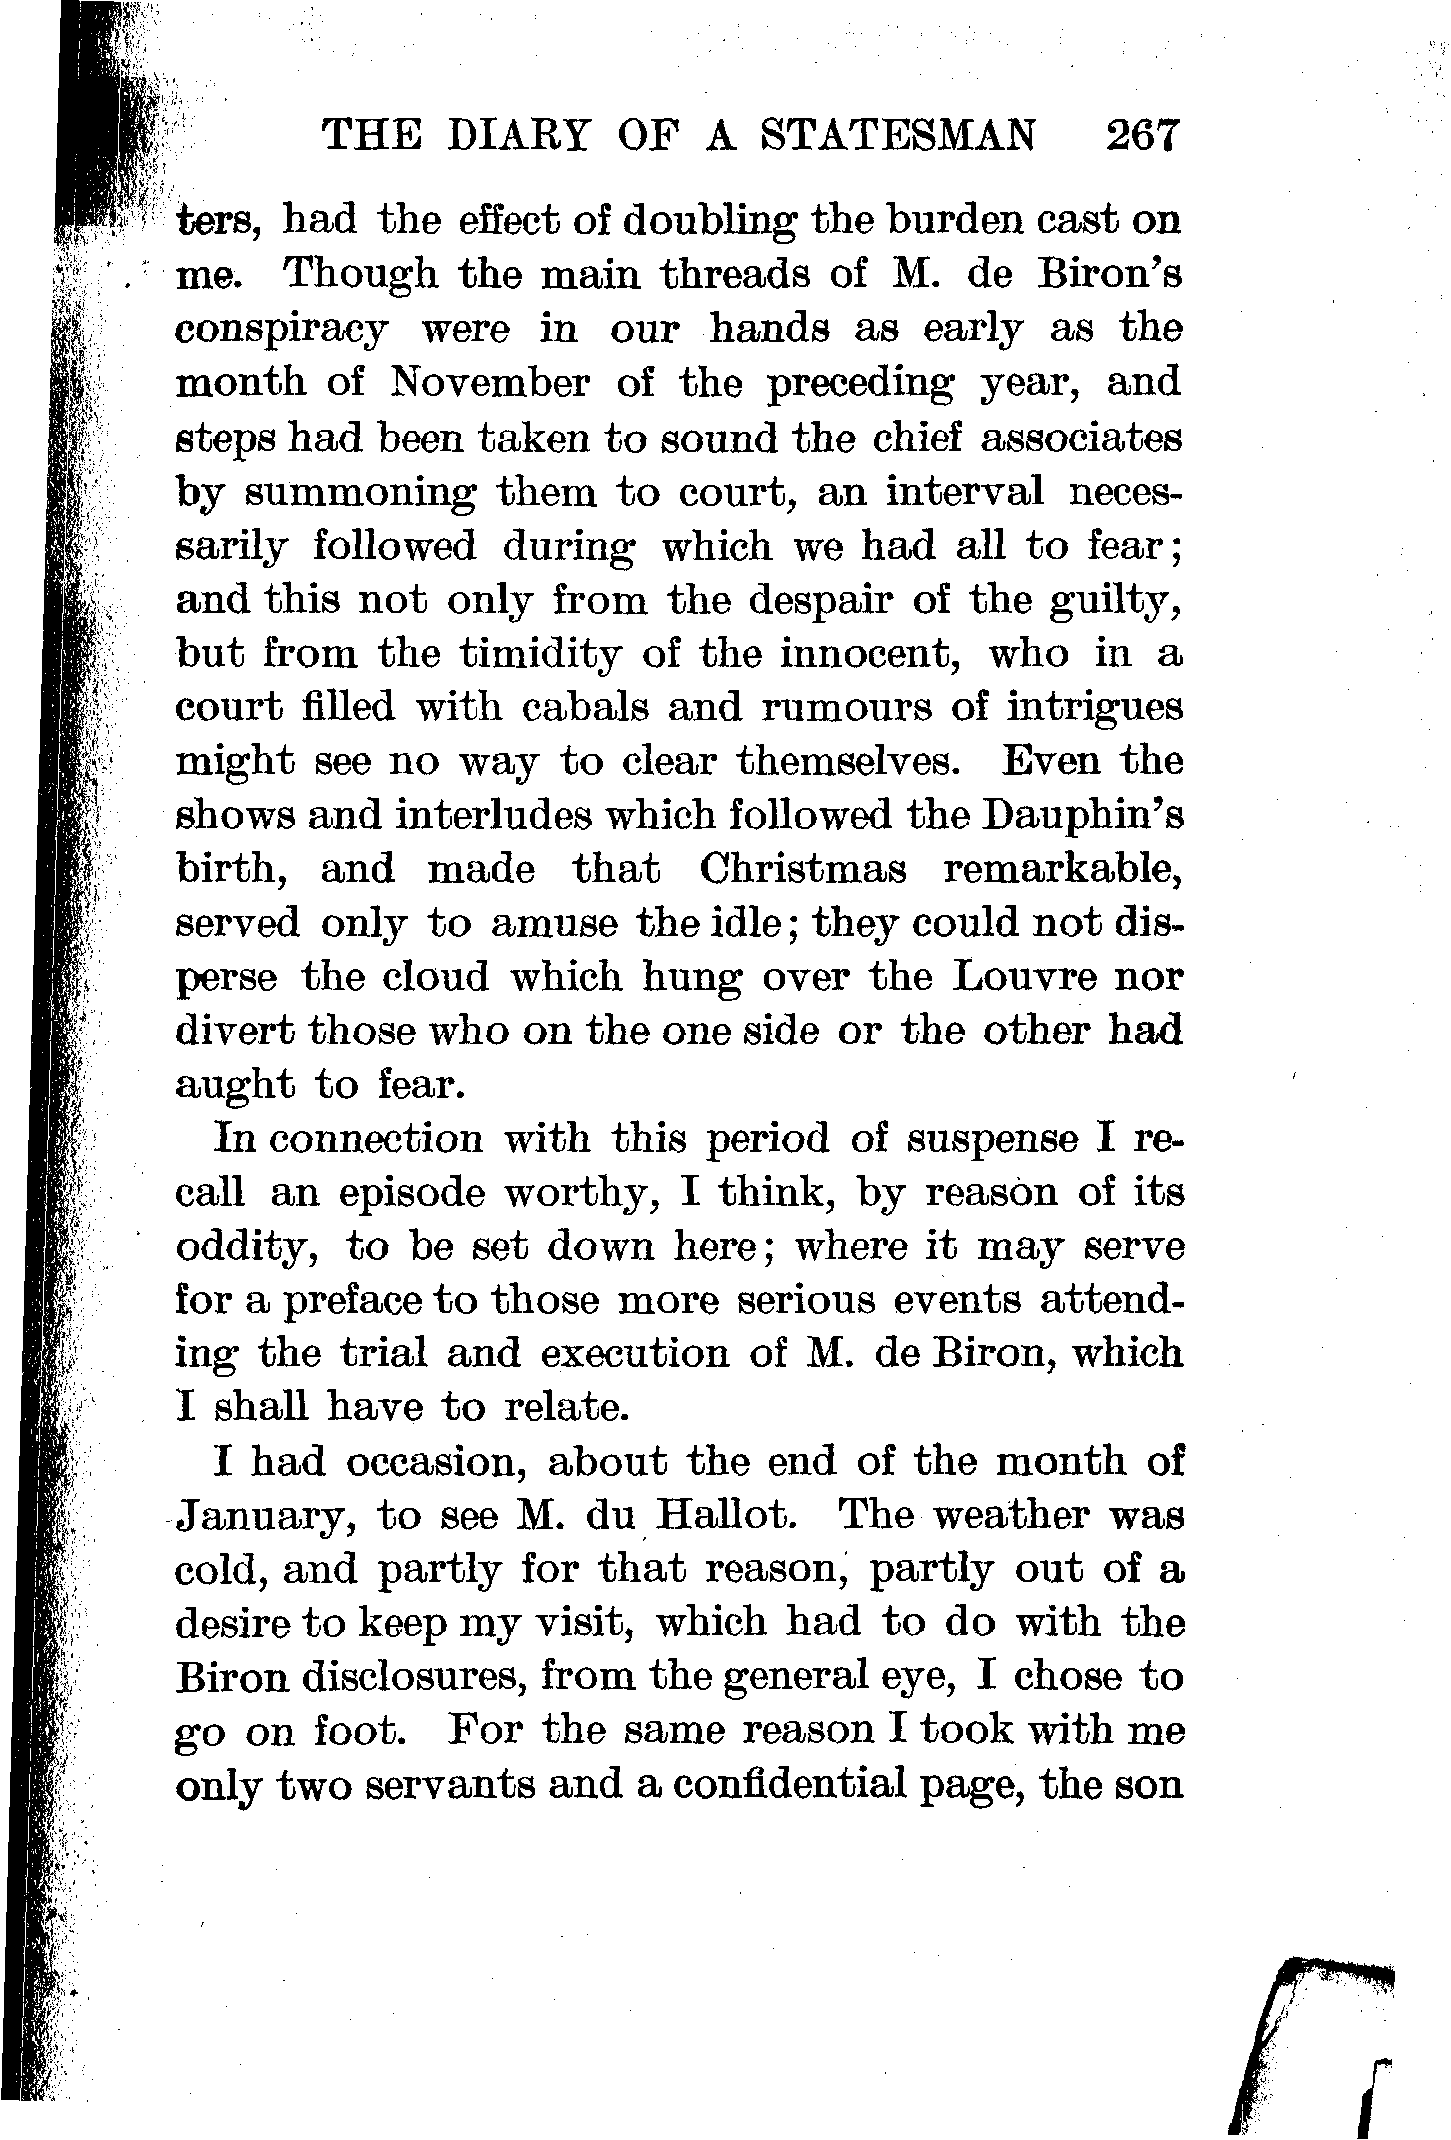 THE DIARY OF A STATESMAN 267
ters, had the effect of doubling the burden cast on
me. Though the main threads of M. de Biron's
conspiracy were in our hands as early as the
month of November of the preceding year, and
steps had been taken to sound the chief associates
by summoning them to court, an interval neces-
sarily followed during which we had all to fear;
and this not only from the despair of the guilty,
but from the timidity of the innocent, who in a
court filled with cabals and rumours of intrigues
might see no way to clear themselves. Even the
shows and interludes which followed the Dauphin's
birth, and made that Christmas remarkable,
served only to amuse the idle; they could not dis-
perse the cloud which hung over the Louvre nor
divert those who on the one side or the other had
aught to fear.
In connection with this period of suspense I re-
call an episode worthy, I think, by reason of its
oddity, to be set down here; where it may serve
for a preface to those more serious events attend-
ing the trial and execution of M. de Biron, which
I shall have to relate.
I had occasion, about the end of the month of
January, to see M. du Hallot. The weather was
cold, and partly for that reason, partly out of a
desire to keep my visit, which had to do with the
Biron disclosures, from the general eye, I chose to
go on foot. For the same reason I took with me
only two servants and a confidential page, the son